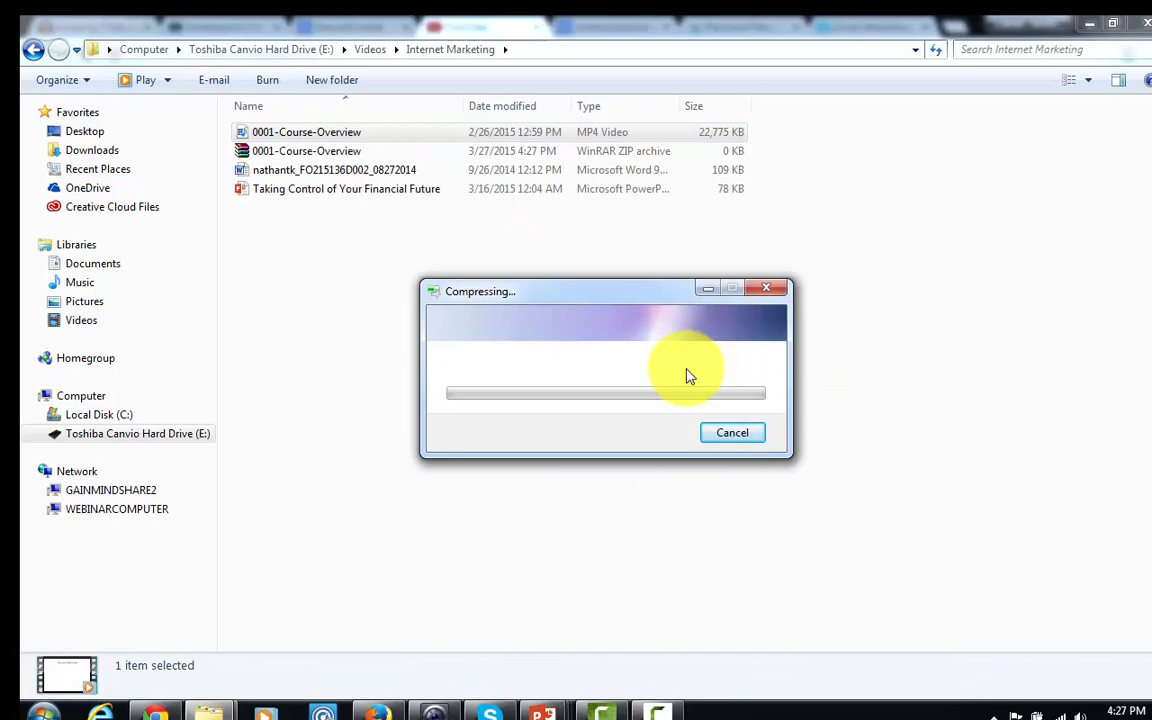 Computer Toshiba Canvio Hard Drive (E:) Videos Internet Marketing Search Internet Marketing
Organize Play E-mail Burn New folder
Name Date modified Type Size
Favorites
Desktop
Downloads
Recent Places
OneDrive
Creative Cloud Files
Libraries
Documents
Music
Pictures
Videos
Homegroup
Computer
Local Disk (C:)
Toshiba Canvio Hard Drive (E:)
Network
GAINMINDSHARE2
WEBINARCOMPUTER
0001-Course-Overview 2/26/2015 12:59 PM MP4 Video 22,775 KB
0001-Course-Overview 3/27/2015 4:27 PM WinRAR ZIP archive 0 KB
nathantk_FO215136D002_08272014 9/26/2014 12:12 PM Microsoft Word 9... 109 KB
Taking Control of Your Financial Future 3/16/2015 12:04 AM Microsoft PowerP... 78 KB
Compressing...
Cancel
1 item selected
4:27 PM